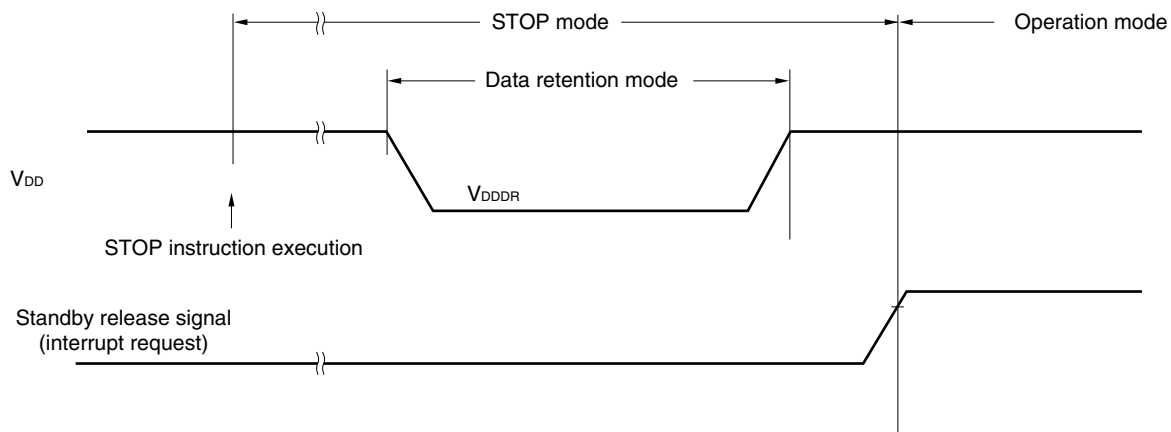 STOP mode
Operation mode
Data retention mode
VDD
VDDDR
STOP instruction execution
Standby release signal
(interrupt request)